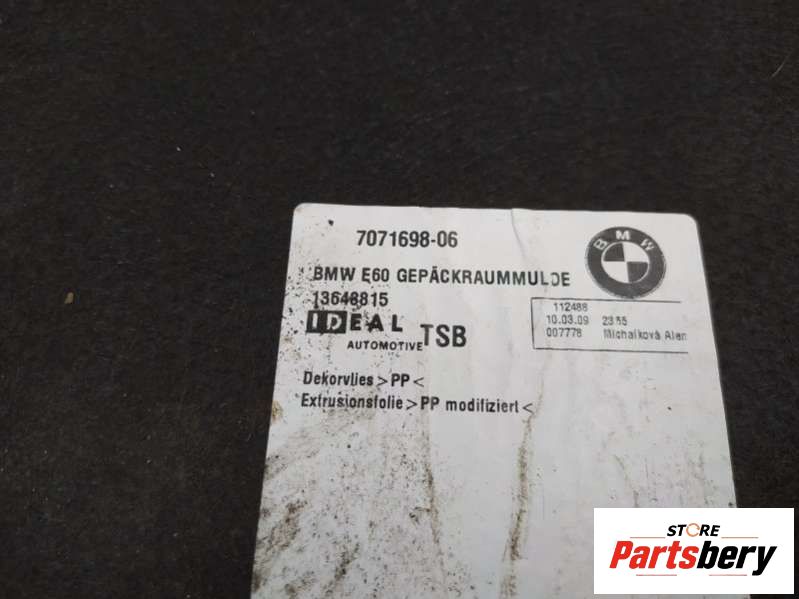 7071698-06
BMW
BMW E60 GEPÄCKRAUMMULDE
13648815
112488
10.03.09 23:55
007778 Michalková Alen
IDEAL
AUTOMOTIVE TSB
Dekorvlies >PP<
Extrusionsfolie >PP modifiziert<
STORE
Partsbery